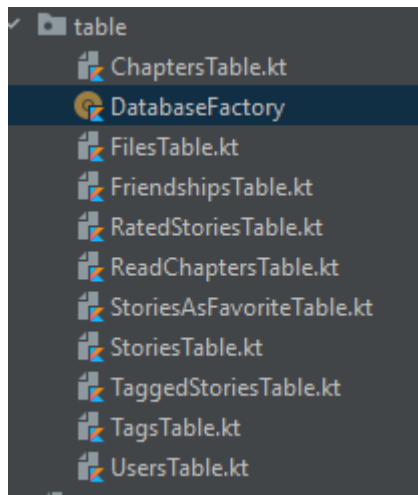 table
ChaptersTable.kt
DatabaseFactory
FilesTable.kt
FriendshipsTable.kt
RatedStoriesTable.kt
ReadChaptersTable.kt
StoriesAsFavoriteTable.kt
StoriesTable.kt
TaggedStoriesTable.kt
TagsTable.kt
UsersTable.kt